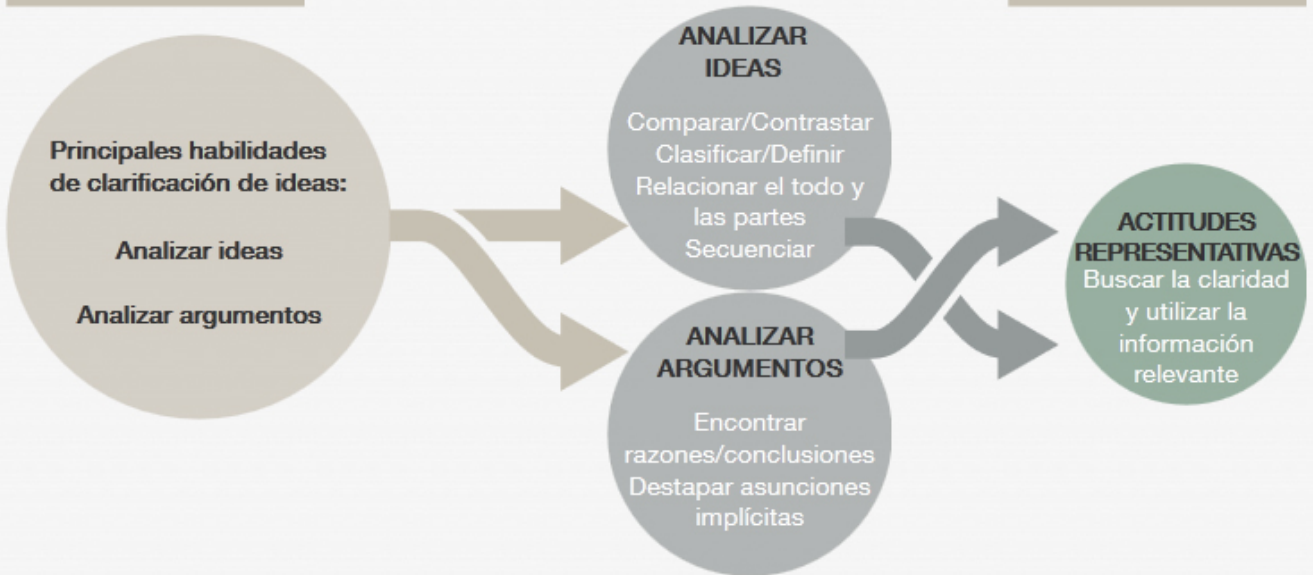 Principales habilidades
de clarificación de ideas:
Analizar ideas
Analizar argumentos
ANALIZAR
IDEAS
Comparar/Contrastar
Clasificar/Definir
Relacionar el todo y
las partes
Secuenciar
ANALIZAR
ARGUMENTOS
Encontrar
razones/conclusiones
Destapar asunciones
implícitas
ACTITUDES
REPRESENTATIVAS
Buscar la claridad
y utilizar la
información
relevante